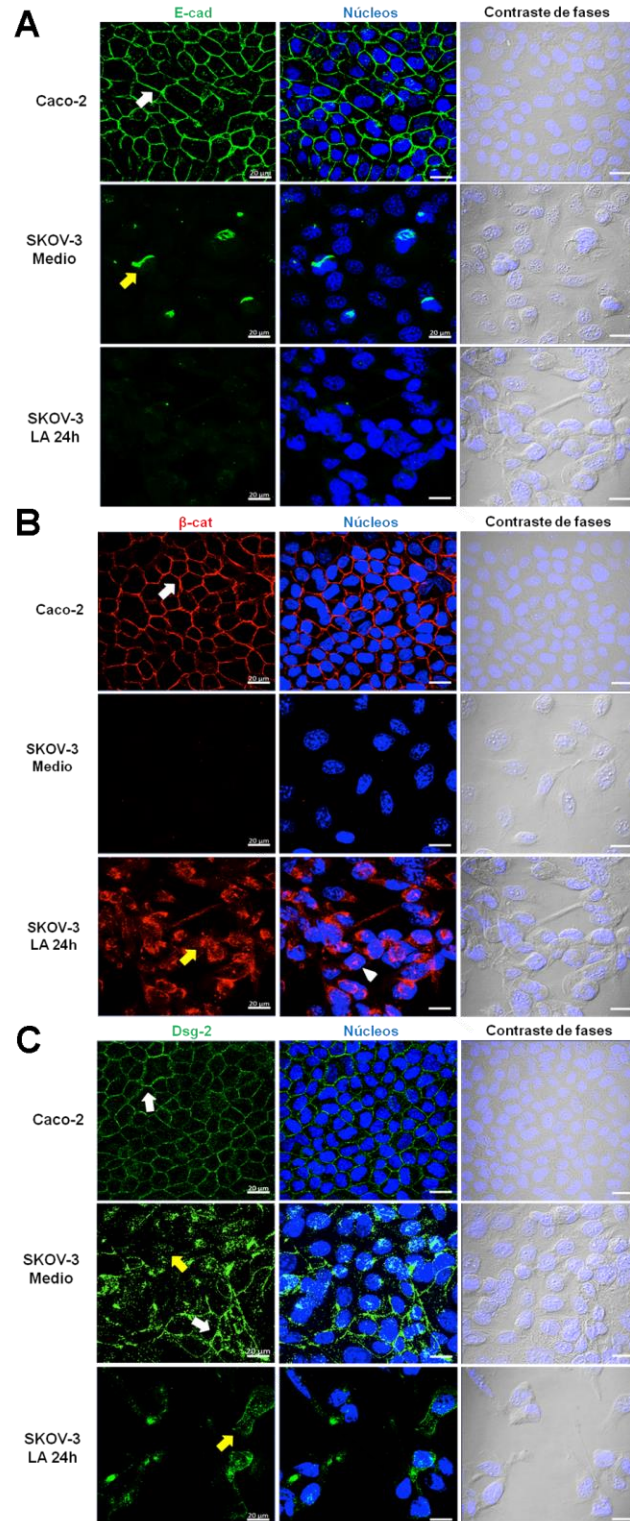 A
E-cad
Núcleos
Contraste de fases
Caco-2
20 µm
SKOV-3
Medio
20 µm
20 µm
SKOV-3
LA 24h
20 µm
B
β-cat
Núcleos
Contraste de fases
Caco-2
20 µm
SKOV-3
Medio
20 µm
SKOV-3
LA 24h
20 µm
C
Dsg-2
Núcleos
Contraste de fases
Caco-2
20 µm
SKOV-3
Medio
20 µm
SKOV-3
LA 24h
20 µm